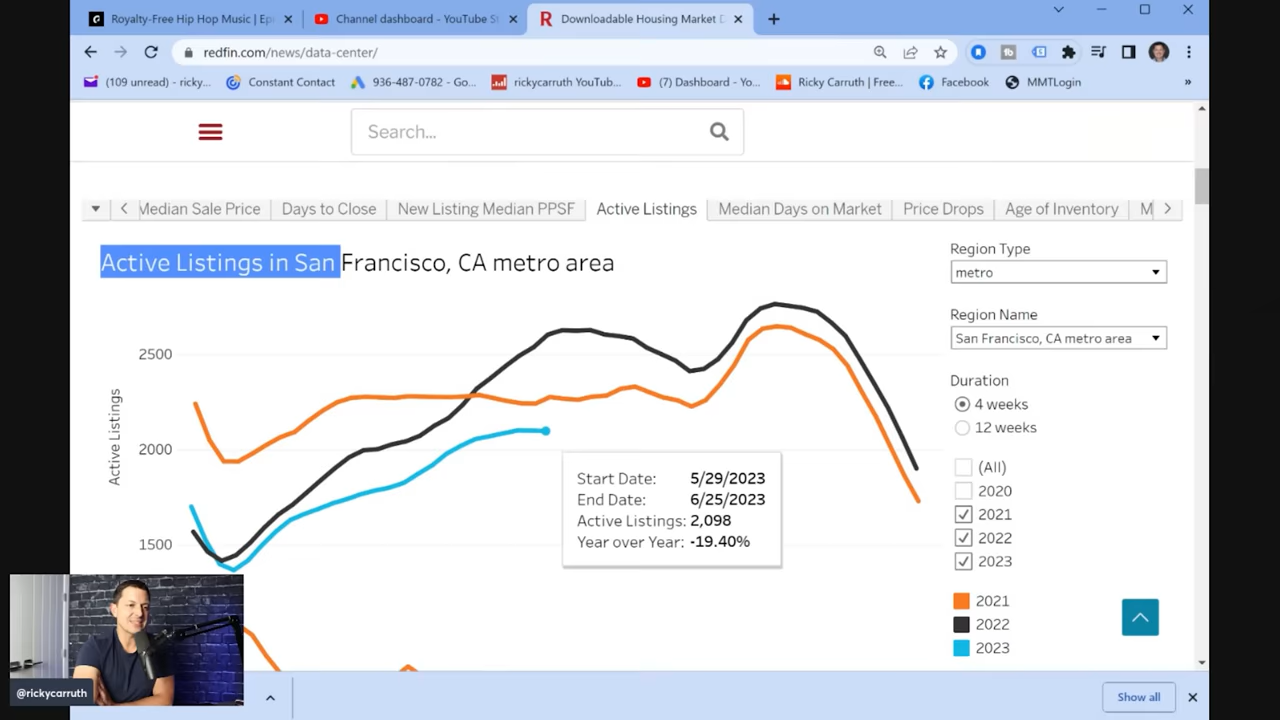 Royalty-Free Hip Hop Music | Epi
Channel dashboard - YouTube St
Downloadable Housing Market D
redfin.com/news/data-center/
(109 unread) - ricky...
Constant Contact
936-487-0782 - Go...
rickycarruth YouTub...
(7) Dashboard - Yo...
Ricky Carruth | Free...
Facebook
MMTLogin
»
Search...
Median Sale Price
Days to Close
New Listing Median PPSF
Active Listings
Median Days on Market
Price Drops
Age of Inventory
M
Active Listings in San Francisco, CA metro area
Region Type
metro
Region Name
San Francisco, CA metro area
Duration
4 weeks
12 weeks
(All)
2020
2021
2022
2023
2021
2022
2023
2500
2000
1500
Active Listings
Start Date: 5/29/2023
End Date: 6/25/2023
Active Listings: 2,098
Year over Year: -19.40%
@rickycarruth
Show all